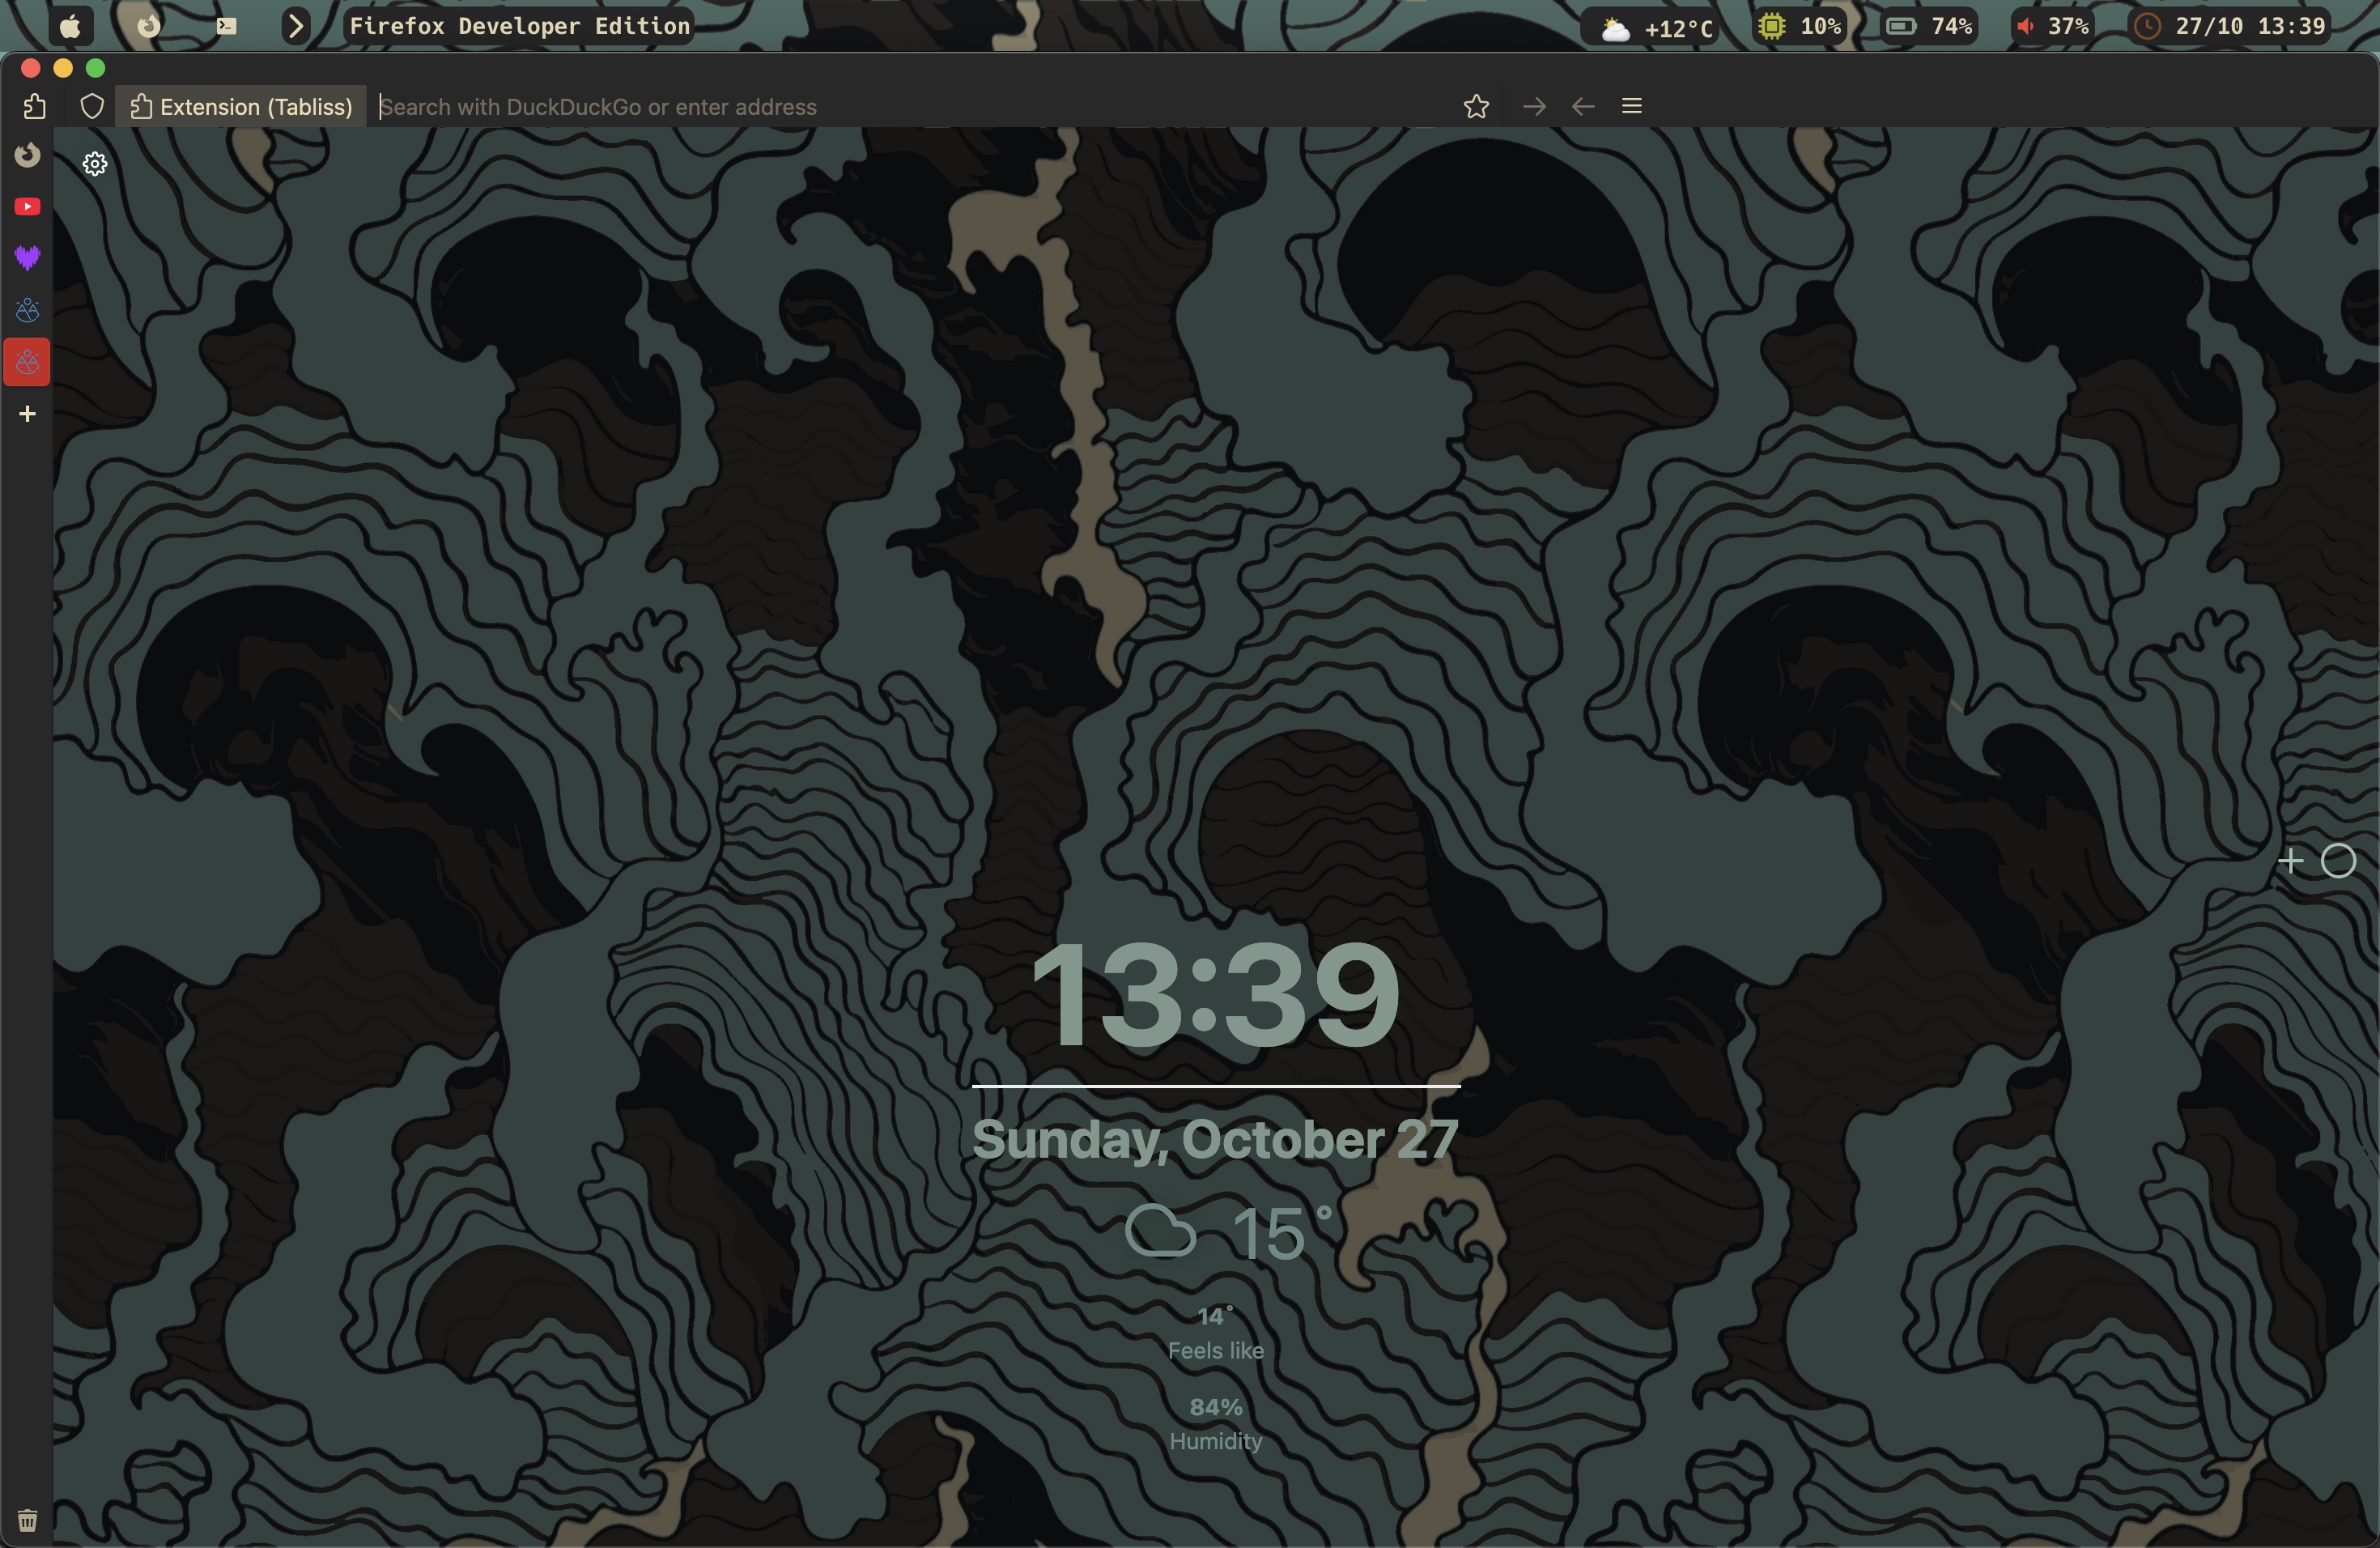 Firefox Developer Edition
+12°C
10%
74%
37%
27/10 13:39
Extension (Tabliss)
Search with DuckDuckGo or enter address
13:39
Sunday, October 27
15°
14°
Feels like
84%
Humidity